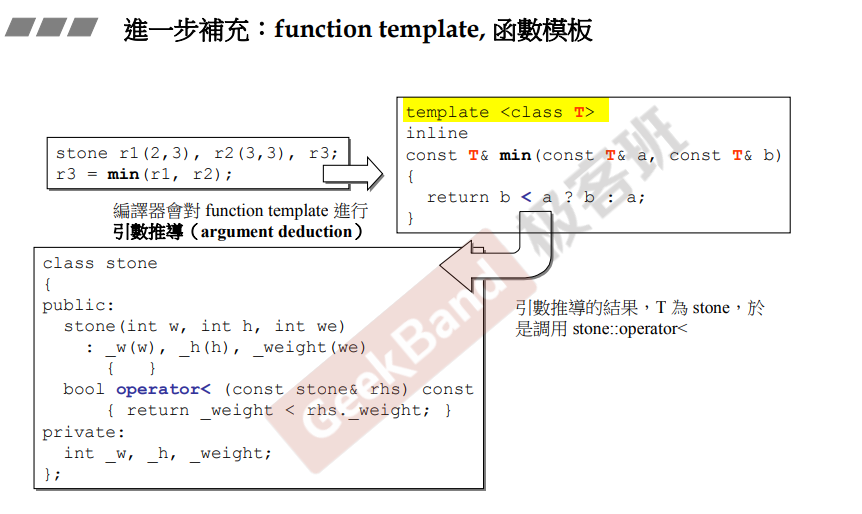 進一步補充：function template, 函數模板
stone r1(2,3), r2(3,3), r3;
r3 = min(r1, r2);
編譯器會對 function template 進行
引數推導（argument deduction）
template <class T>
inline
const T& min(const T& a, const T& b)
{
  return b < a ? b : a;
}
引數推導的結果，T 為 stone，於
是調用 stone::operator<
class stone
{
public:
  stone(int w, int h, int we)
    : _w(w), _h(h), _weight(we)
      {   }
  bool operator< (const stone& rhs) const
      { return _weight < rhs._weight; }
private:
  int _w, _h, _weight;
};
GeekBand 极客班